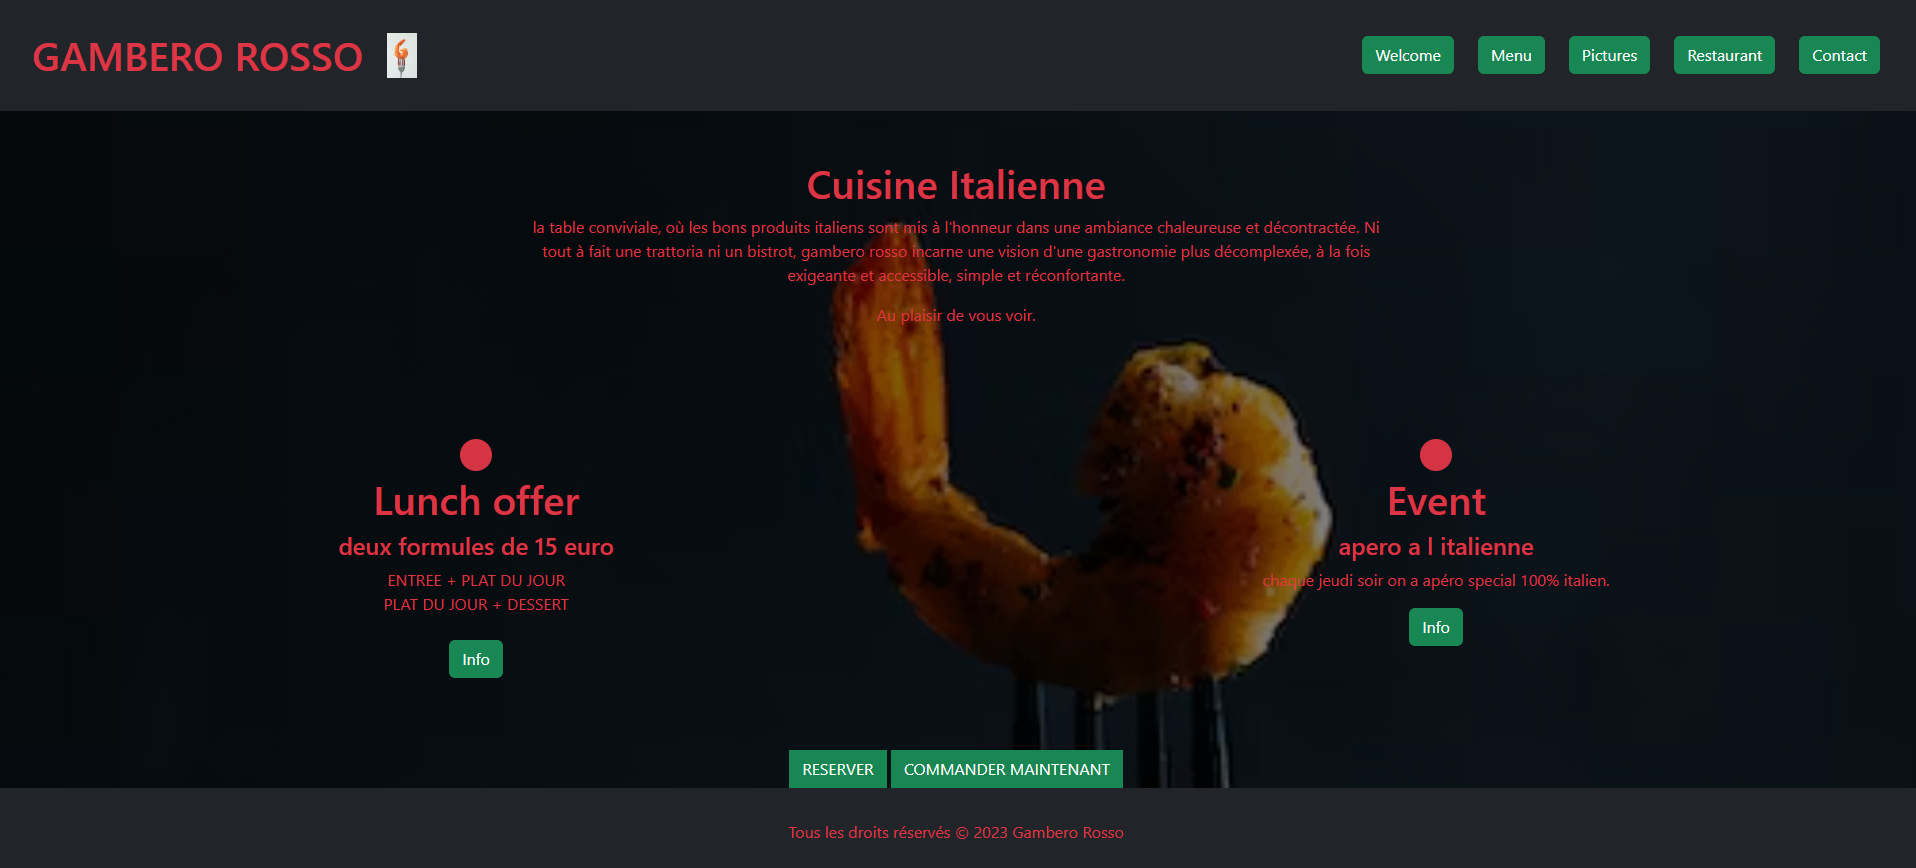 GAMBERO ROSSO
Welcome
Menu
Pictures
Restaurant
Contact
Cuisine Italienne
la table conviviale, où les bons produits italiens sont mis à l'honneur dans une ambiance chaleureuse et décontractée. Ni
tout à fait une trattoria ni un bistrot, gambero rosso incarne une vision d'une gastronomie plus décomplexée, à la fois
exigeante et accessible, simple et réconfortante.
Au plaisir de vous voir.
Lunch offer
deux formules de 15 euro
ENTREE + PLAT DU JOUR
PLAT DU JOUR + DESSERT
Info
Event
apero a l italienne
chaque jeudi soir on a apéro special 100% italien.
Info
RESERVER
COMMANDER MAINTENANT
Tous les droits réservés © 2023 Gambero Rosso